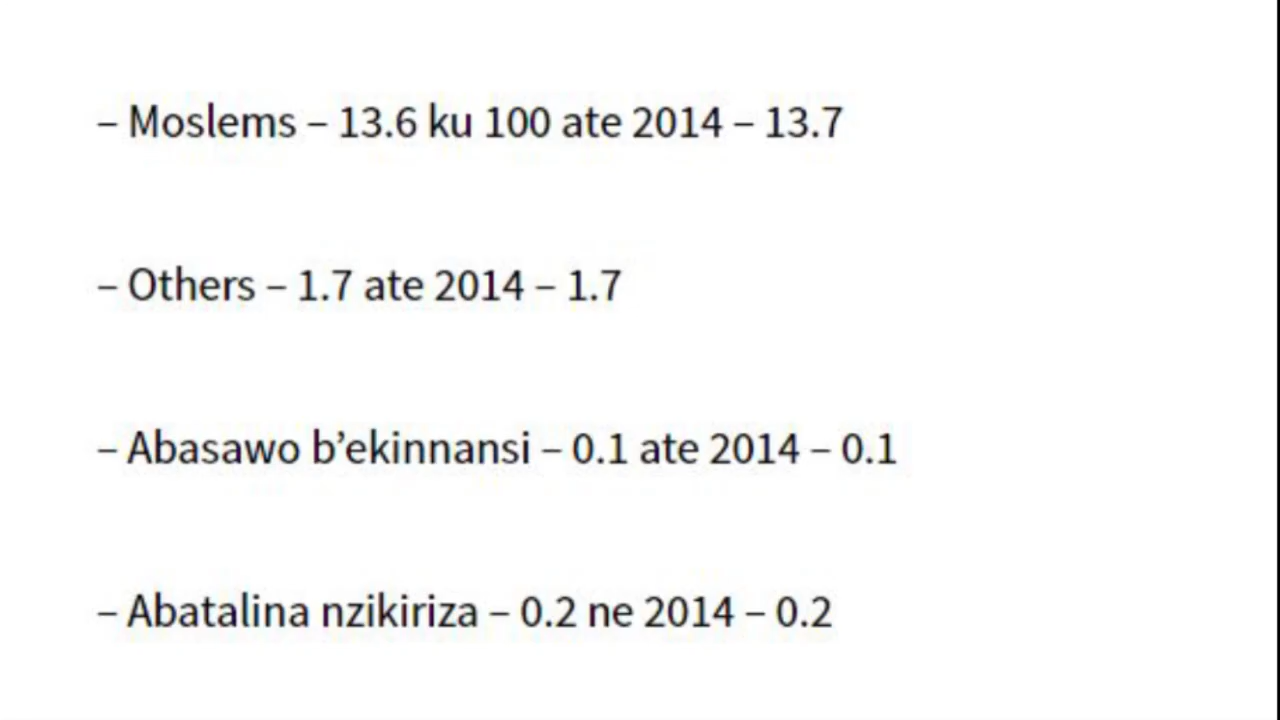 – Moslems – 13.6 ku 100 ate 2014 – 13.7
– Others – 1.7 ate 2014 – 1.7
– Abasawo b’ekinnansi – 0.1 ate 2014 – 0.1
– Abatalina nzikiriza – 0.2 ne 2014 – 0.2